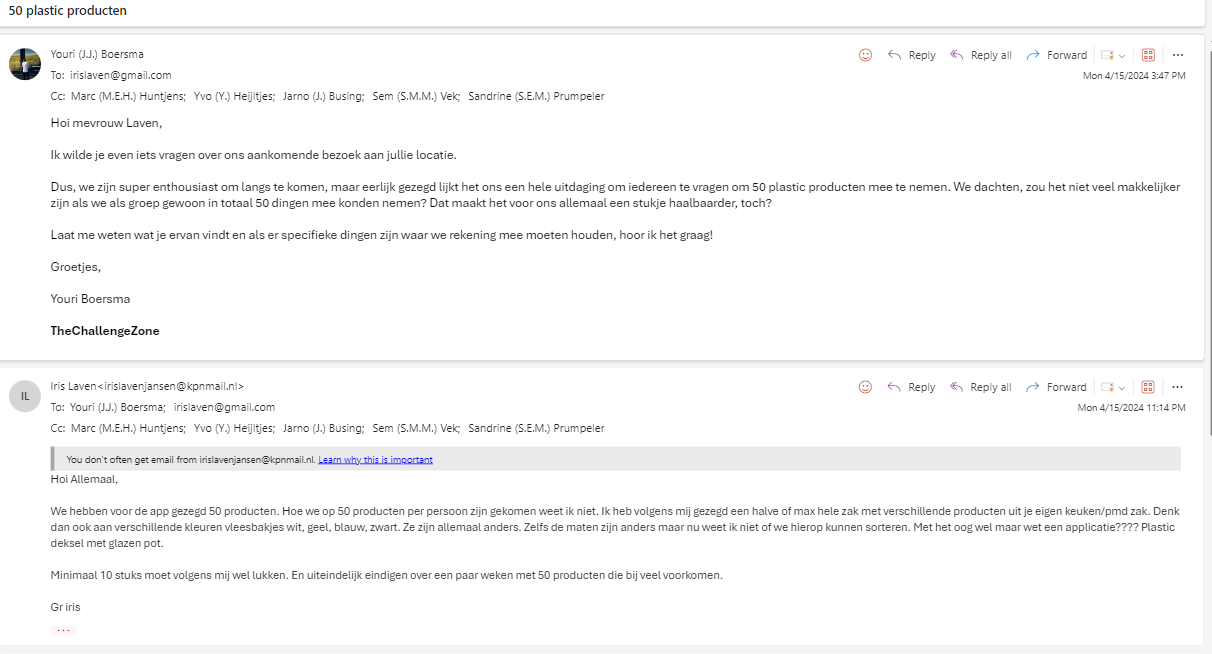 50 plastic producten
Youri (J.J.) Boersma
Reply
Reply all
Forward
To: irislaven@gmail.com
Mon 4/15/2024 3:47 PM
Cc: Marc (M.E.H.) Huntjens; Yvo (Y.) Heijltjes; Jarno (J.) Busing; Sem (S.M.M.) Vek; Sandrine (S.E.M.) Prumpeler
Hoi mevrouw Laven,
Ik wilde je even iets vragen over ons aankomende bezoek aan jullie locatie.
Dus, we zijn super enthousiast om langs te komen, maar eerlijk gezegd lijkt het ons een hele uitdaging om iedereen te vragen om 50 plastic producten mee te nemen. We dachten, zou het niet veel makkelijker
zijn als we als groep gewoon in totaal 50 dingen mee konden nemen? Dat maakt het voor ons allemaal een stukje haalbaarder, toch?
Laat me weten wat je ervan vindt en als er specifieke dingen zijn waar we rekening mee moeten houden, hoor ik het graag!
Groetjes,
Youri Boersma
TheChallengeZone
IL
Iris Laven<irislavenjansen@kpnmail.nl>
Reply
Reply all
Forward
To: Youri (J.J.) Boersma; irislaven@gmail.com
Mon 4/15/2024 11:14 PM
Cc: Marc (M.E.H.) Huntjens; Yvo (Y.) Heijltjes; Jarno (J.) Busing; Sem (S.M.M.) Vek; Sandrine (S.E.M.) Prumpeler
You don't often get email from irislavenjansen@kpnmail.nl. Learn why this is important
Hoi Allemaal,
We hebben voor de app gezegd 50 producten. Hoe we op 50 producten per persoon zijn gekomen weet ik niet. Ik heb volgens mij gezegd een halve of max hele zak met verschillende producten uit je eigen keuken/pmd zak. Denk
dan ook aan verschillende kleuren vleesbakjes wit, geel, blauw, zwart. Ze zijn allemaal anders. Zelfs de maten zijn anders maar nu weet ik niet of we hierop kunnen sorteren. Met het oog wel maar wet een applicatie???? Plastic
deksel met glazen pot.
Minimaal 10 stuks moet volgens mij wel lukken. En uiteindelijk eindigen over een paar weken met 50 producten die bij veel voorkomen.
Gr iris